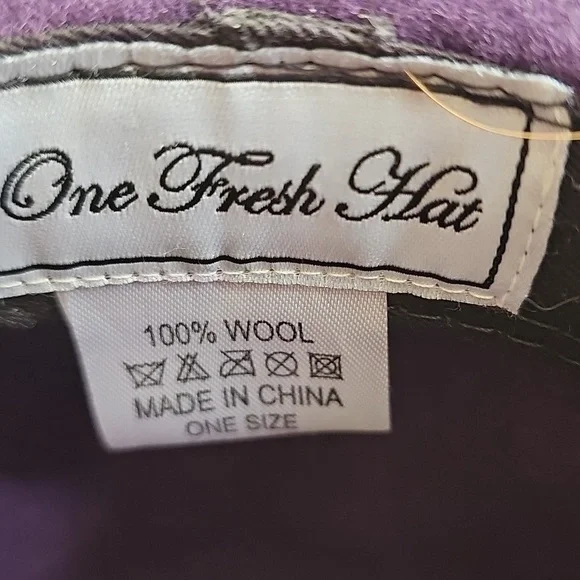 One Fresh Hat
100% WOOL
MADE IN CHINA
ONE SIZE